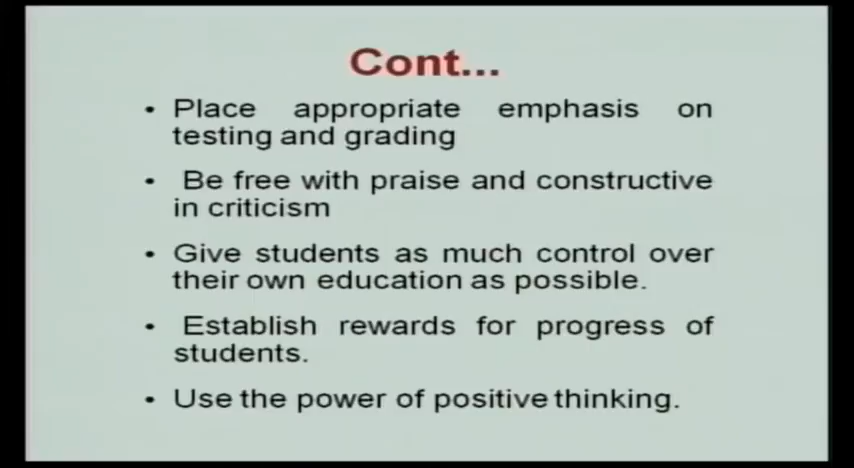 Cont...
• Place appropriate emphasis on
testing and grading
• Be free with praise and constructive
in criticism
• Give students as much control over
their own education as possible.
• Establish rewards for progress of
students.
• Use the power of positive thinking.